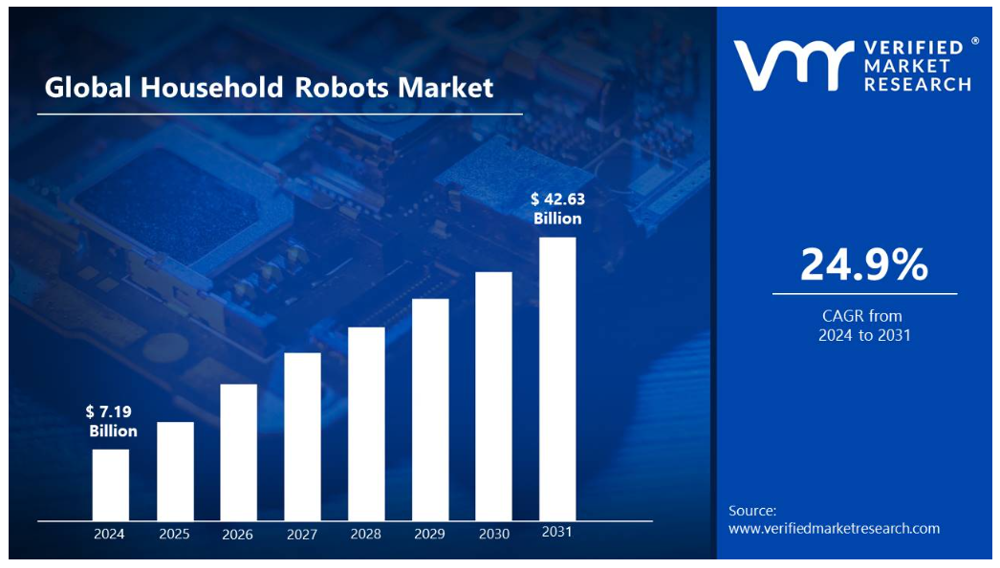 Global Household Robots Market
VERIFIED ®
MARKET
RESEARCH
$ 42.63
Billion
24.9%
CAGR from
2024 to 2031
$ 7.19
Billion
2024 2025 2026 2027 2028 2029 2030 2031
Source:
www.verifiedmarketresearch.com